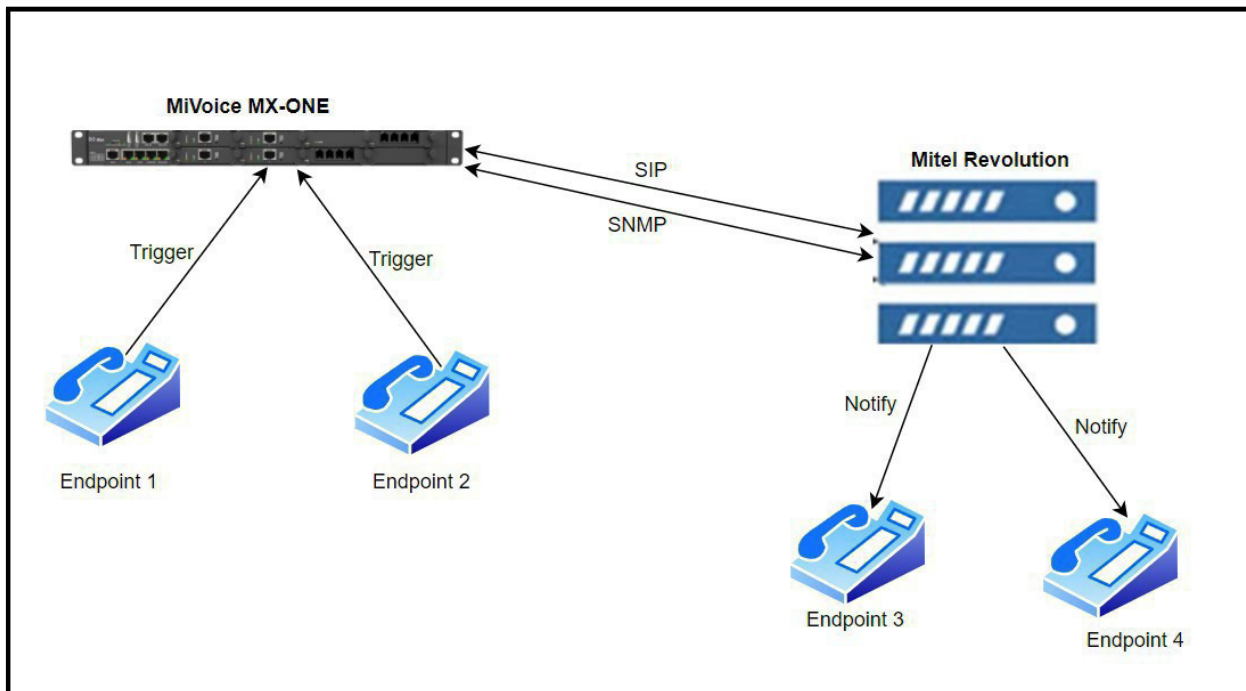 MiVoice MX-ONE
SIP
Mitel Revolution
SNMP
Trigger
Trigger
Notify
Notify
Endpoint 1
Endpoint 2
Endpoint 3
Endpoint 4